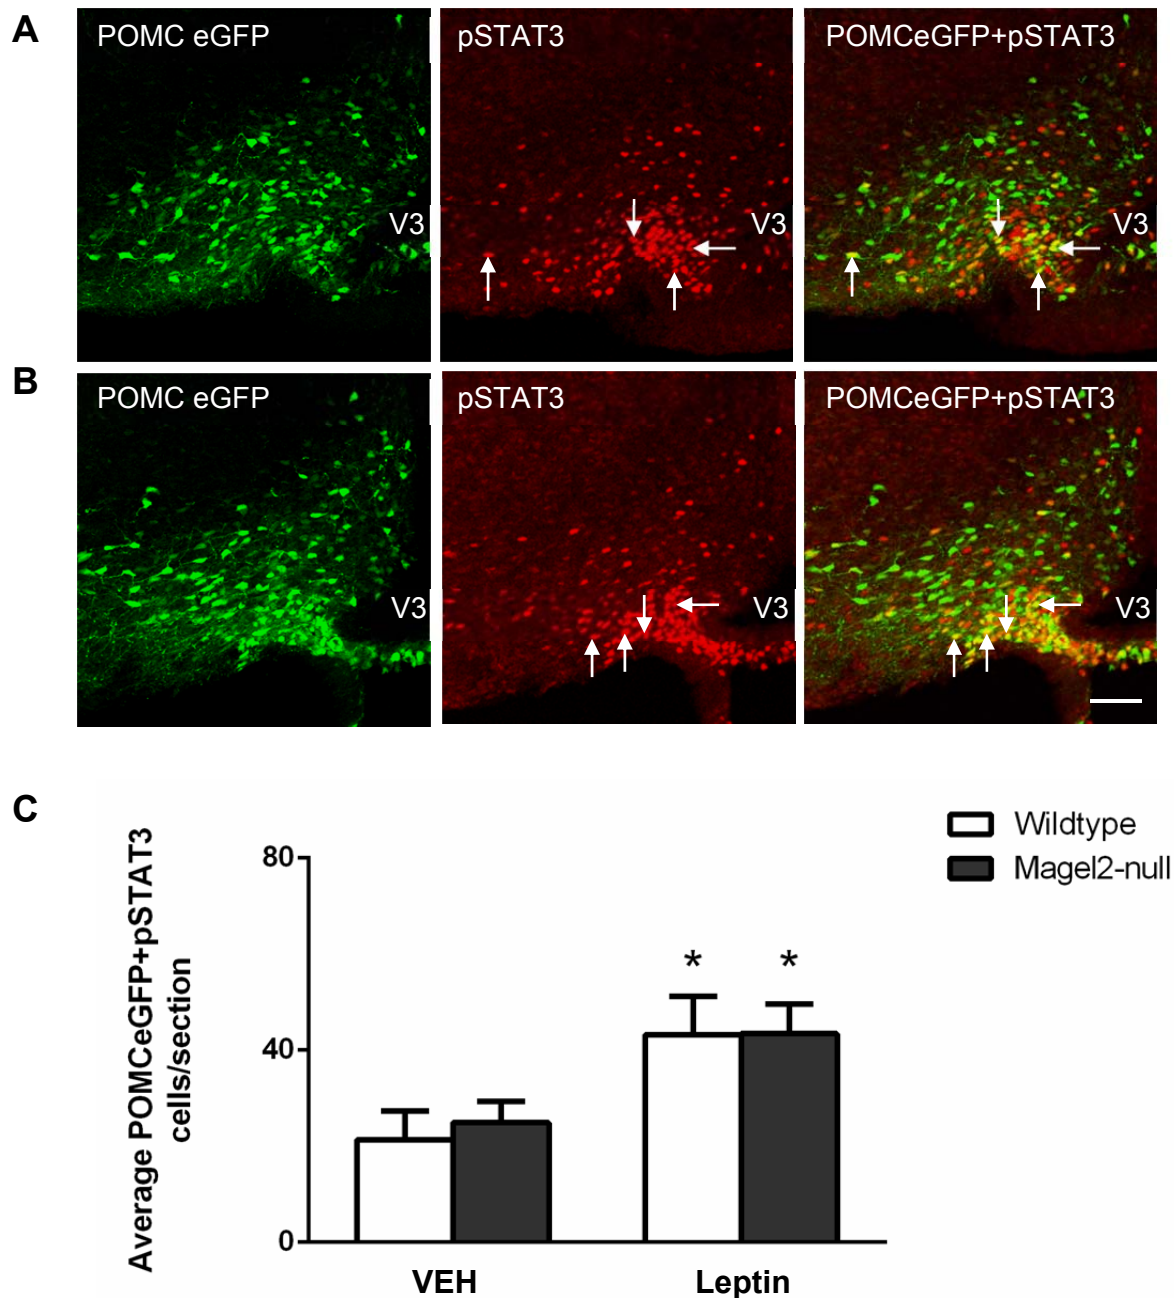 A
POMC eGFP
pSTAT3
POMCeGFP+pSTAT3
V3
V3
V3
B
POMC eGFP
pSTAT3
POMCeGFP+pSTAT3
V3
V3
V3
C
Wildtype
Magel2-null
Average POMCeGFP+pSTAT3
cells/section
80
40
0
*
*
VEH
Leptin